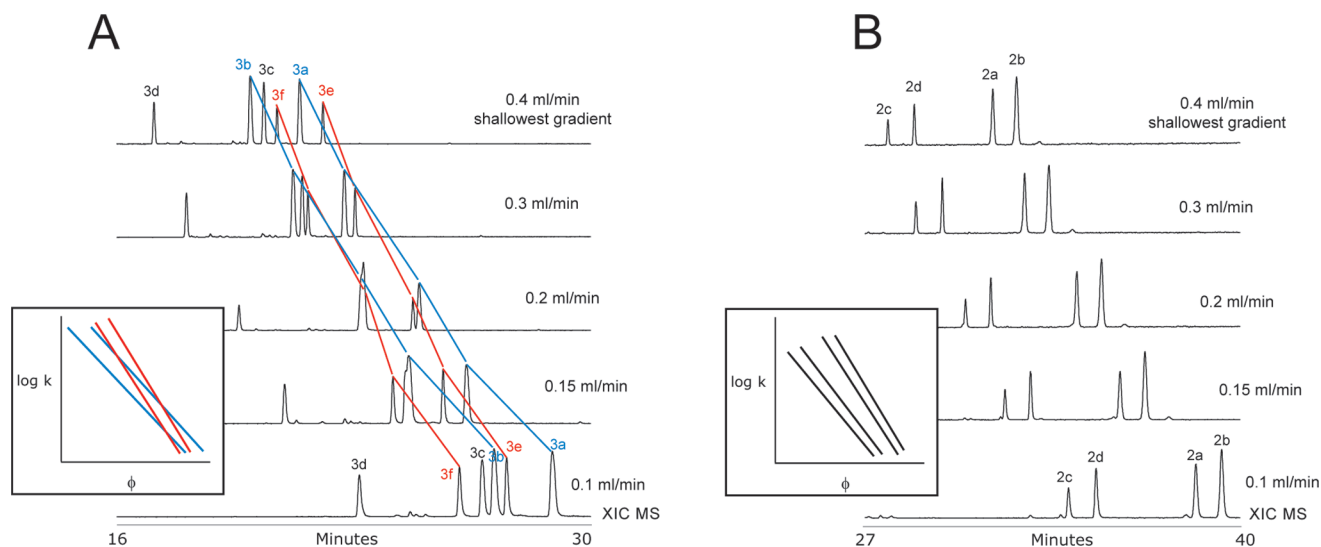 A
3b
3c
3a
3d
3f
3e
0.4 ml/min
shallowest gradient
0.3 ml/min
0.2 ml/min
log k
ϕ
0.15 ml/min
3d
3f
3c
3b
3e
3a
0.1 ml/min
XIC MS
16
Minutes
30
B
2c
2d
2a
2b
0.4 ml/min
shallowest gradient
0.3 ml/min
0.2 ml/min
log k
ϕ
0.15 ml/min
2c
2d
2a
2b
0.1 ml/min
XIC MS
27
Minutes
40